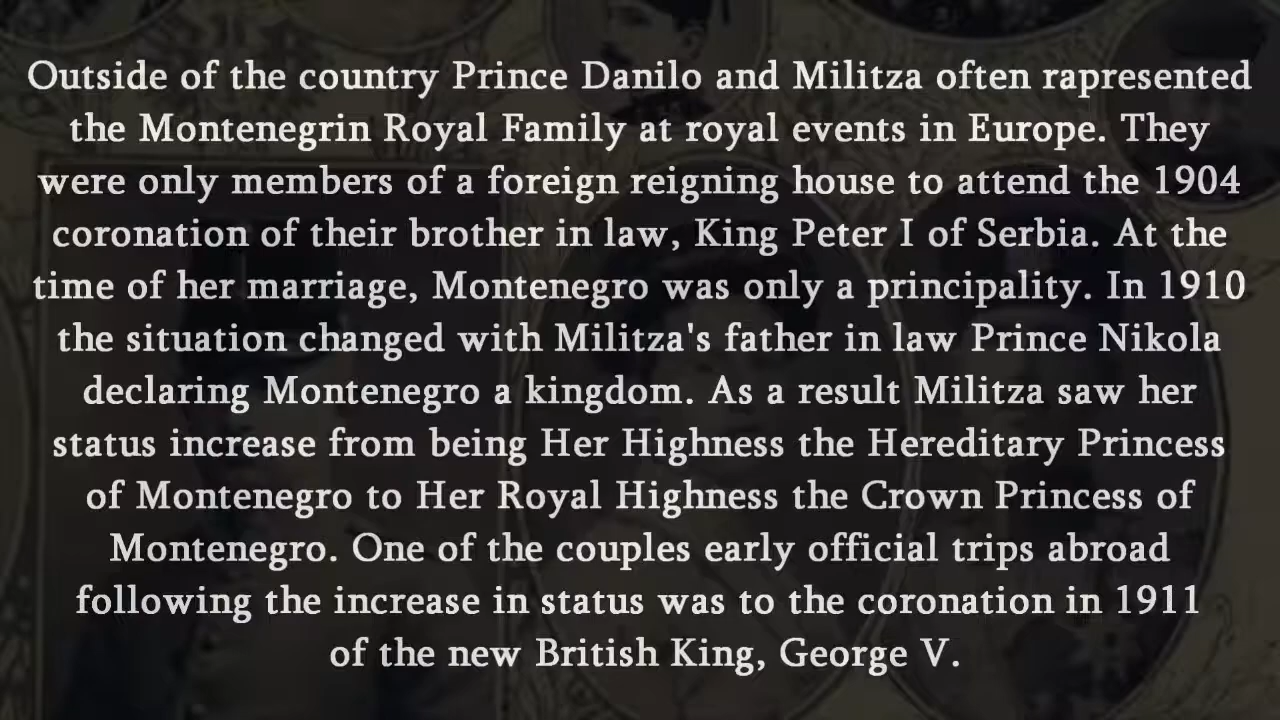 Outside of the country Prince Danilo and Militza often rapresented
the Montenegrin Royal Family at royal events in Europe. They
were only members of a foreign reigning house to attend the 1904
coronation of their brother in law, King Peter I of Serbia. At the
time of her marriage, Montenegro was only a principality. In 1910
the situation changed with Militza's father in law Prince Nikola
declaring Montenegro a kingdom. As a result Militza saw her
status increase from being Her Highness the Hereditary Princess
of Montenegro to Her Royal Highness the Crown Princess of
Montenegro. One of the couples early official trips abroad
following the increase in status was to the coronation in 1911
of the new British King, George V.